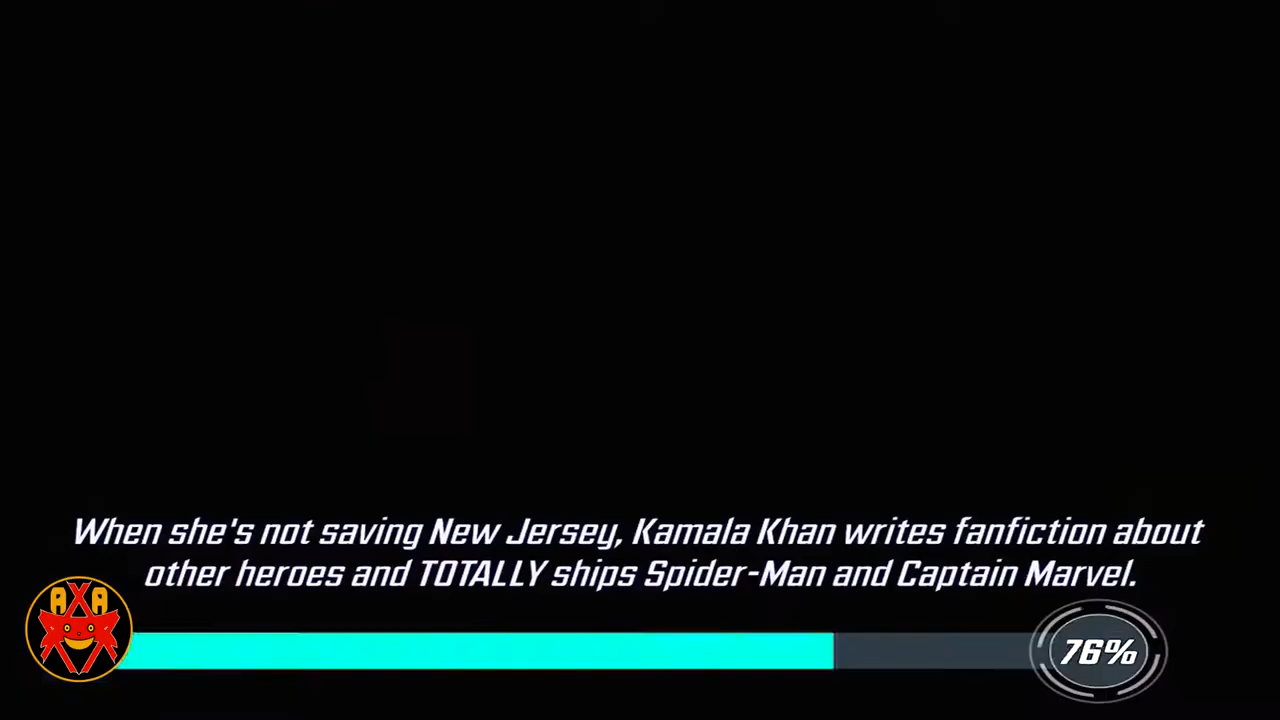 When she's not saving New Jersey, Kamala Khan writes fanfiction about
other heroes and TOTALLY ships Spider-Man and Captain Marvel.
AXA
76%